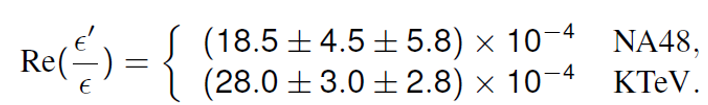 Re(ϵ′/ϵ) = { (18.5 ± 4.5 ± 5.8) × 10⁻⁴ NA48,
(28.0 ± 3.0 ± 2.8) × 10⁻⁴ KTeV.